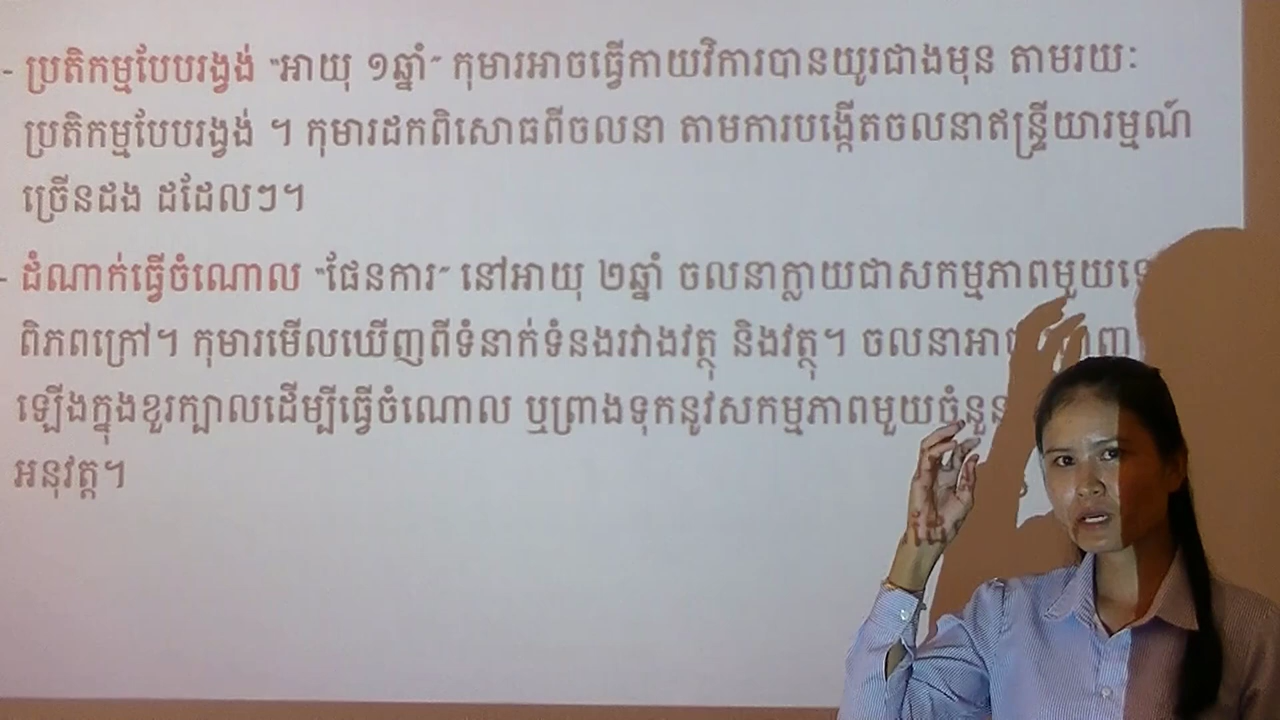 - ប្រតិកម្មបែបរង្វង់ “អាយុ ១ឆ្នាំ” កុមារអាចធ្វើកាយវិការបានយូរជាងមុន តាមរយៈ
ប្រតិកម្មបែបរង្វង់ ។ កុមារដកពិសោធពីចលនា តាមការបង្កើតចលនាឥន្ទ្រីយារម្មណ៍
ច្រើនដង ដដែលៗ។
- ដំណាក់ធ្វើចំណោល “ផែនការ” នៅអាយុ ២ឆ្នាំ ចលនាក្លាយជាសកម្មភាពមួយ
ពិភពក្រៅ។ កុមារមើលឃើញពីទំនាក់ទំនងរវាងវត្ថុ និងវត្ថុ។ ចលនា
ឡើងក្នុងខួរក្បាលដើម្បីធ្វើចំណោល ឬព្រាងទុកនូវសកម្មភាពមួយចំនួន
អនុវត្ត។